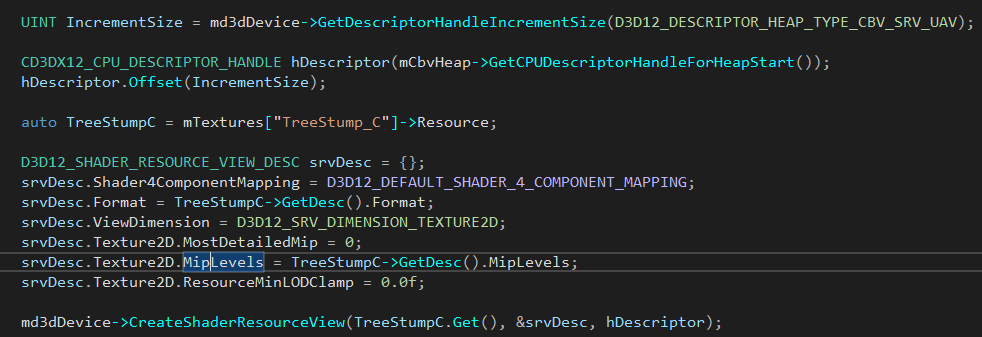 UINT IncrementSize = md3dDevice->GetDescriptorHandleIncrementSize(D3D12_DESCRIPTOR_HEAP_TYPE_CBV_SRV_UAV);
CD3DX12_CPU_DESCRIPTOR_HANDLE hDescriptor(mCbvHeap->GetCPUDescriptorHandleForHeapStart());
hDescriptor.Offset(IncrementSize);
auto TreeStumpC = mTextures["TreeStump_C"]->Resource;
D3D12_SHADER_RESOURCE_VIEW_DESC srvDesc = {};
srvDesc.Shader4ComponentMapping = D3D12_DEFAULT_SHADER_4_COMPONENT_MAPPING;
srvDesc.Format = TreeStumpC->GetDesc().Format;
srvDesc.ViewDimension = D3D12_SRV_DIMENSION_TEXTURE2D;
srvDesc.Texture2D.MostDetailedMip = 0;
srvDesc.Texture2D.MipLevels = TreeStumpC->GetDesc().MipLevels;
srvDesc.Texture2D.ResourceMinLODClamp = 0.0f;
md3dDevice->CreateShaderResourceView(TreeStumpC.Get(), &srvDesc, hDescriptor);